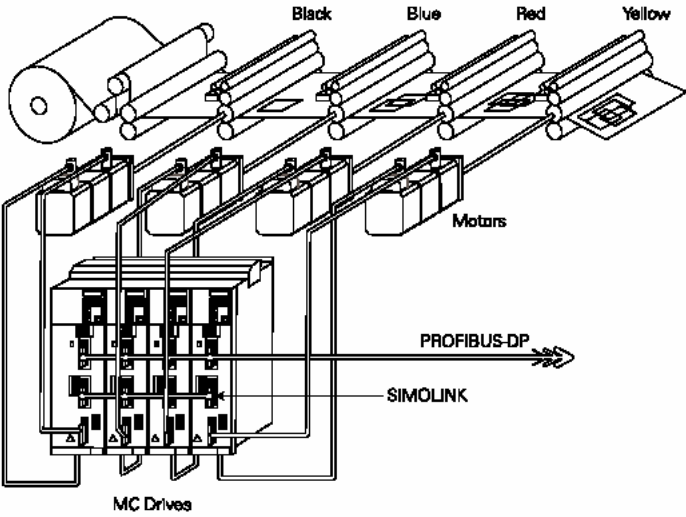 Black
Blue
Red
Yellow
Motors
PROFIBUS-DP
SIMOLINK
MC Drives